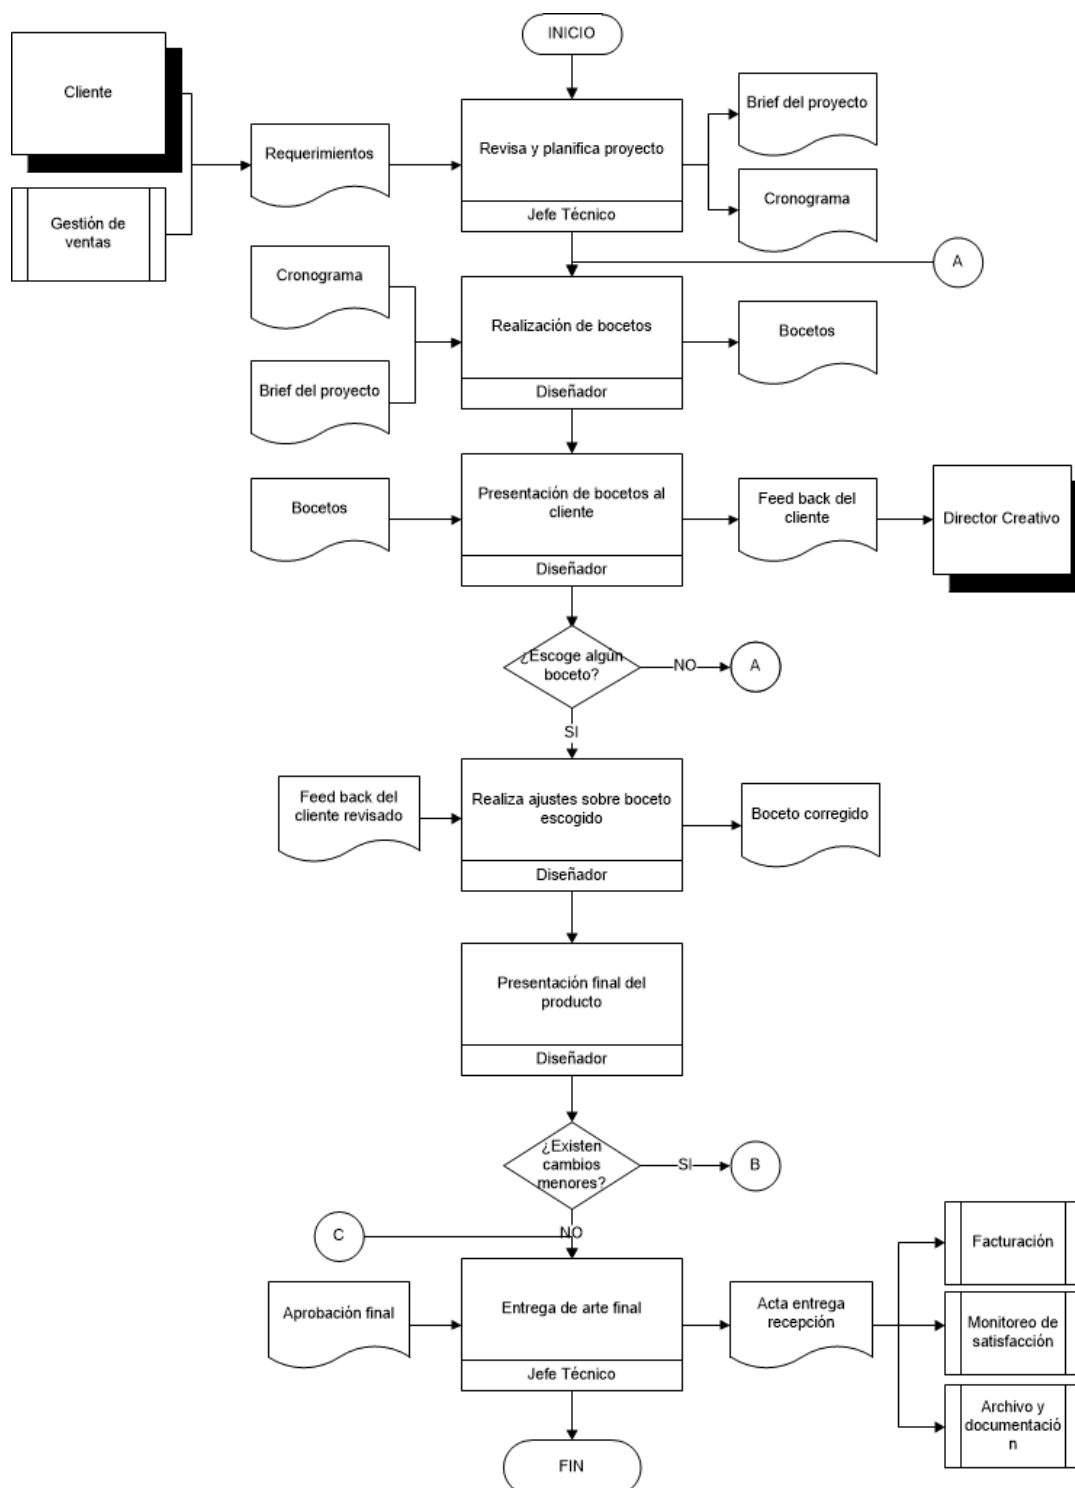 INICIO
Cliente
Brief del proyecto
Requerimientos
Revisa y planifica proyecto
Cronograma
Jefe Técnico
Gestión de
ventas
A
Cronograma
Realización de bocetos
Bocetos
Brief del proyecto
Diseñador
Bocetos
Presentación de bocetos al
cliente
Feed back del
cliente
Director Creativo
Diseñador
¿Escoge algún
boceto?
NO
A
SI
Feed back del
cliente revisado
Realiza ajustes sobre boceto
escogido
Boceto corregido
Diseñador
Presentación final del
producto
Diseñador
¿Existen
cambios
menores?
SI
B
NO
C
Facturación
Aprobación final
Entrega de arte final
Acta entrega
recepción
Monitoreo de
satisfacción
Jefe Técnico
Archivo y
documentació
n
FIN